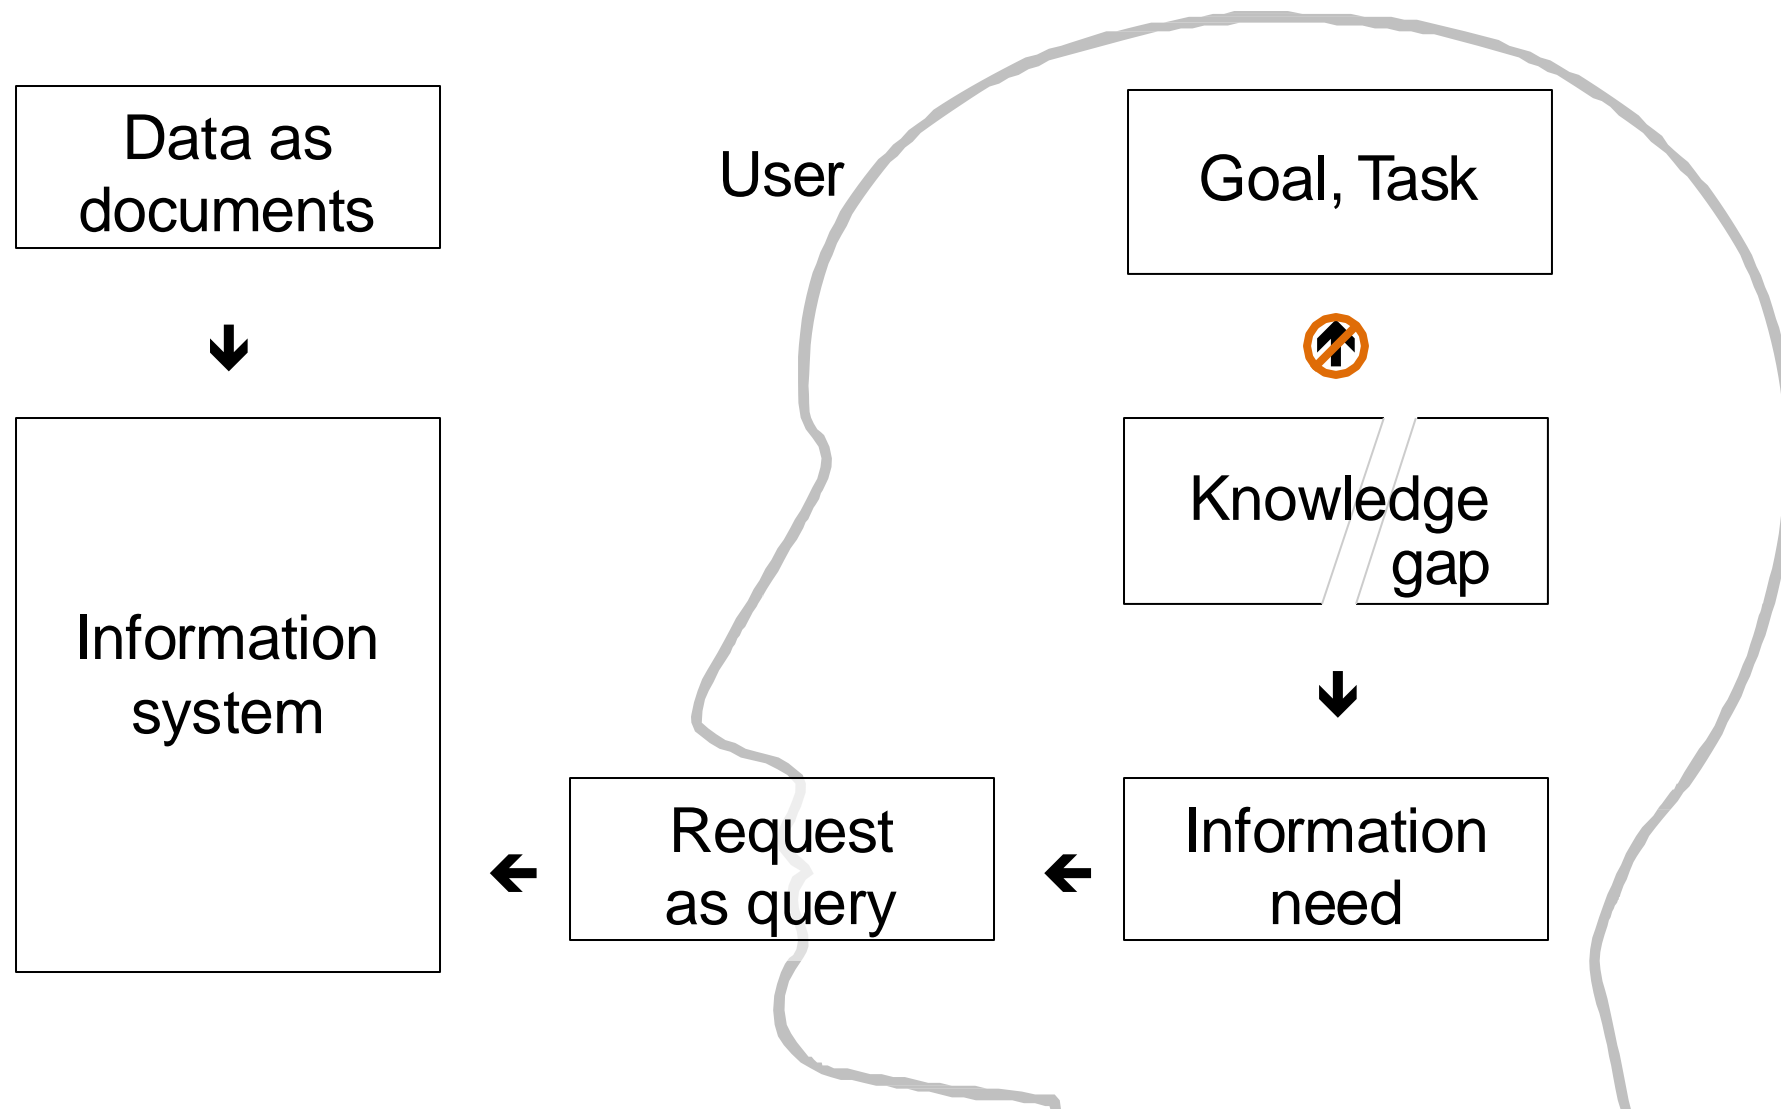 Data as
documents
User
Goal, Task
Knowledge
gap
Information
system
Request
as query
Information
need